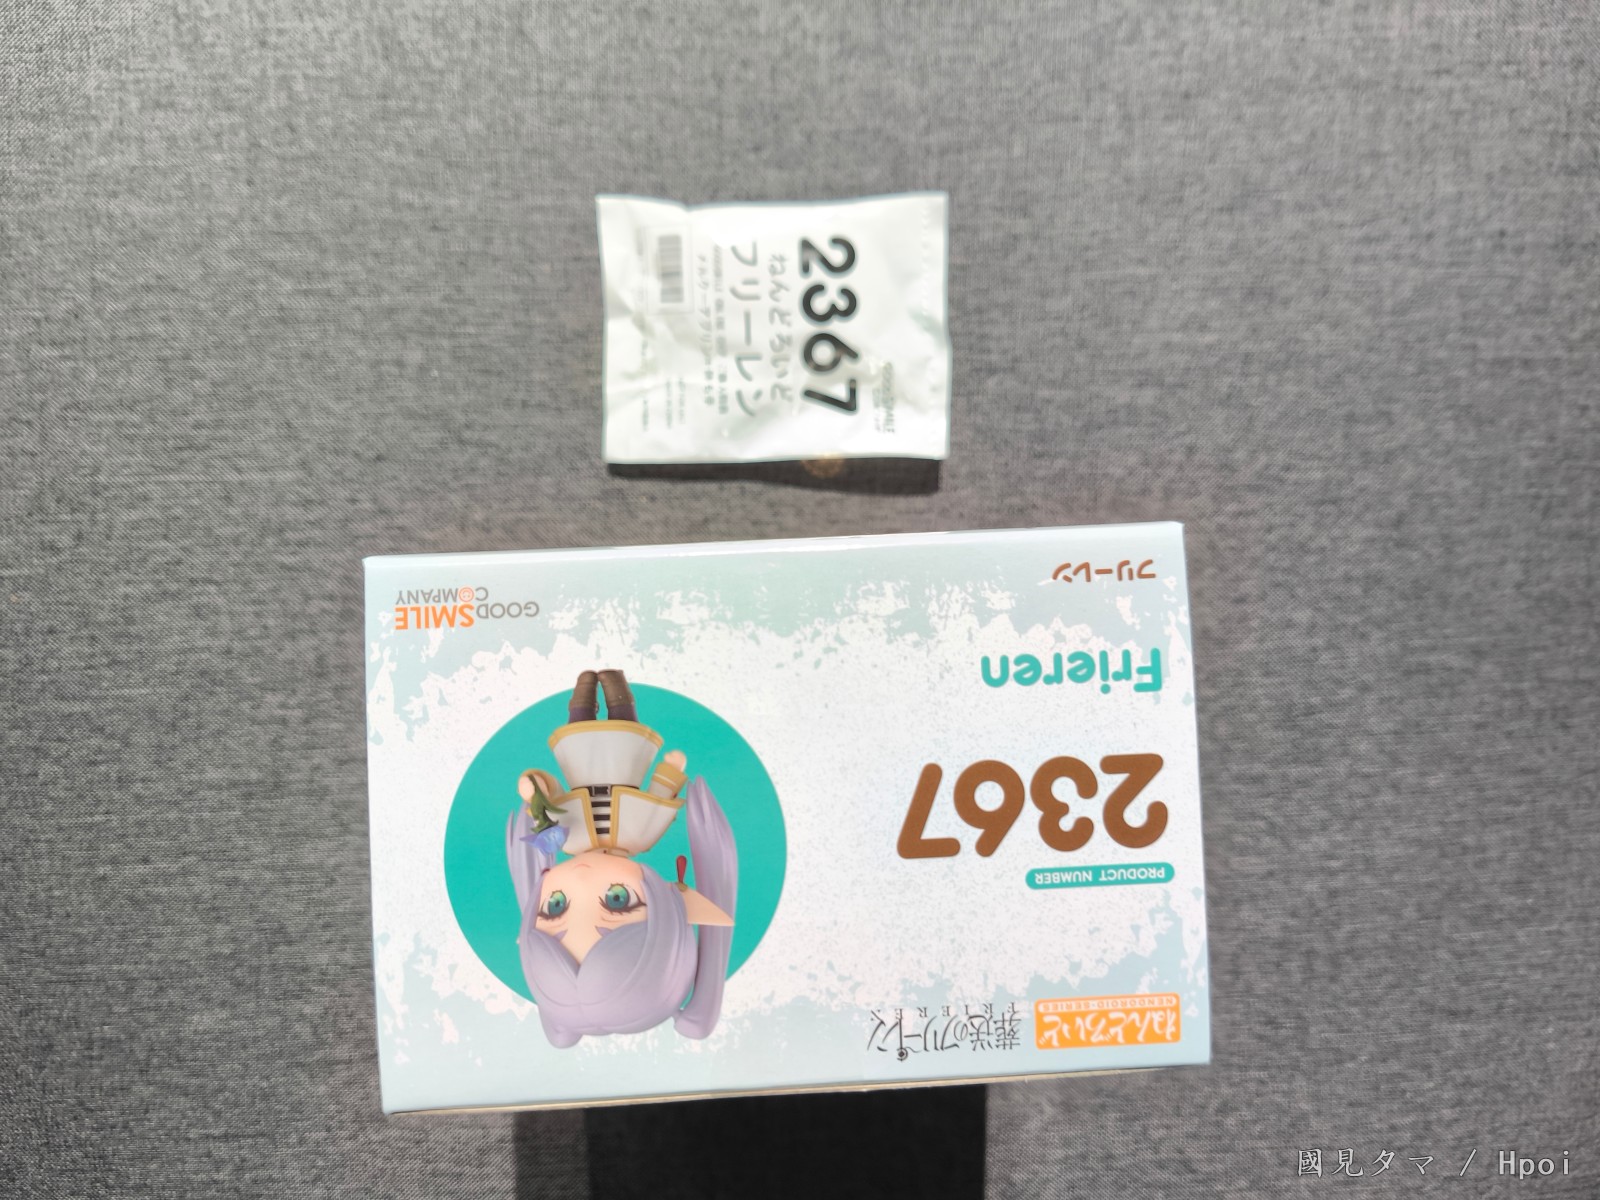 2367
ねんどろいど
フリーレン
ねんどろいど
NENDOROID-SERIES
葬送のフリーレン
FRIEREN
PRODUCT NUMBER
2367
Frieren
フリーレン
GOODSMILE
COMPANY
國見タマ / Hpoi